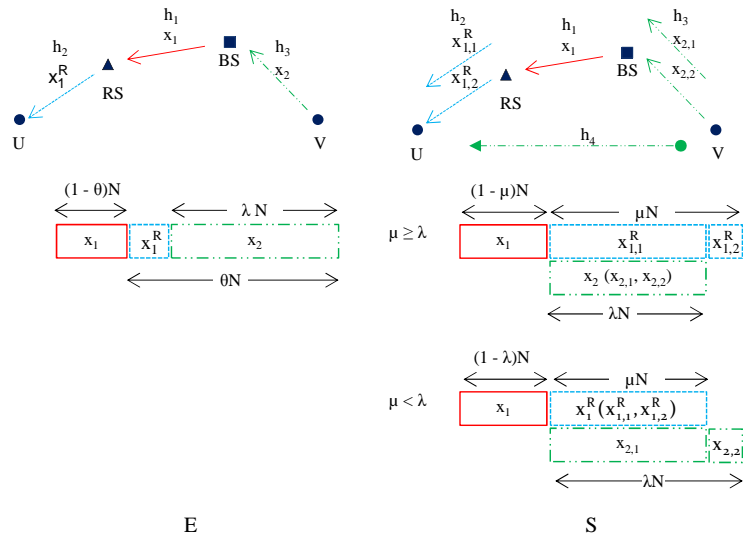 h₁
x₁
h₂
x₁ᴿ
BS
h₃
x₂
RS
U
V
(1 - θ)N
λ N
x₁
x₁ᴿ
x₂
θN
E
h₂
x₁,₁ᴿ
h₁
x₁
h₃
x₂,₁
x₁,₂ᴿ
BS
x₂,₂
RS
U
V
h₄
(1 - μ)N
μN
μ ≥ λ
x₁
x₁,₁ᴿ
x₁,₂ᴿ
x₂ (x₂,₁, x₂,₂)
λN
(1 - λ)N
μN
μ < λ
x₁
x₁ᴿ(x₁,₁ᴿ, x₁,₂ᴿ)
x₂,₁
x₂,₂
λN
S